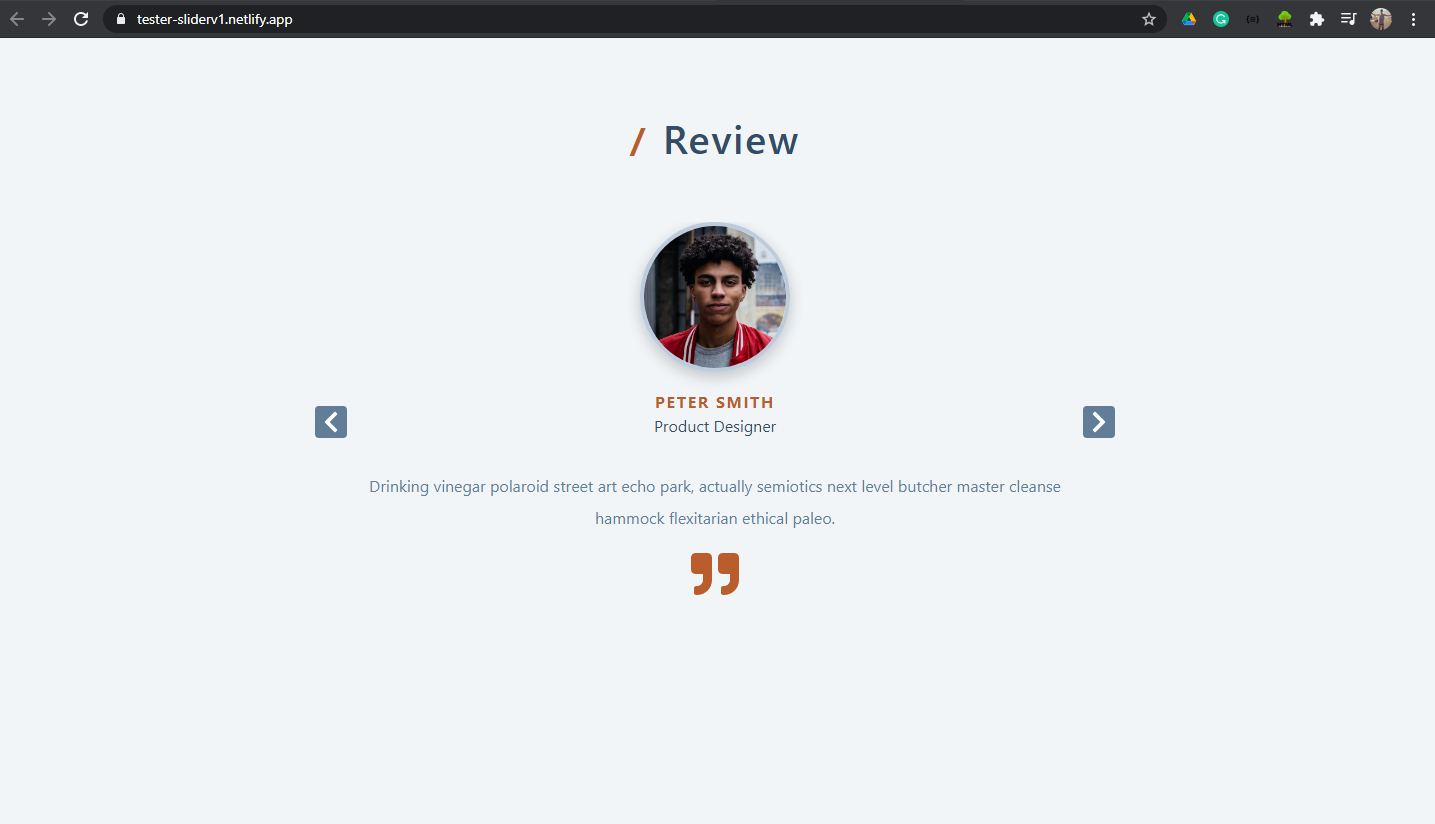 tester-sliderv1.netlify.app
/ Review
PETER SMITH
Product Designer
Drinking vinegar polaroid street art echo park, actually semiotics next level butcher master cleanse
hammock flexitarian ethical paleo.